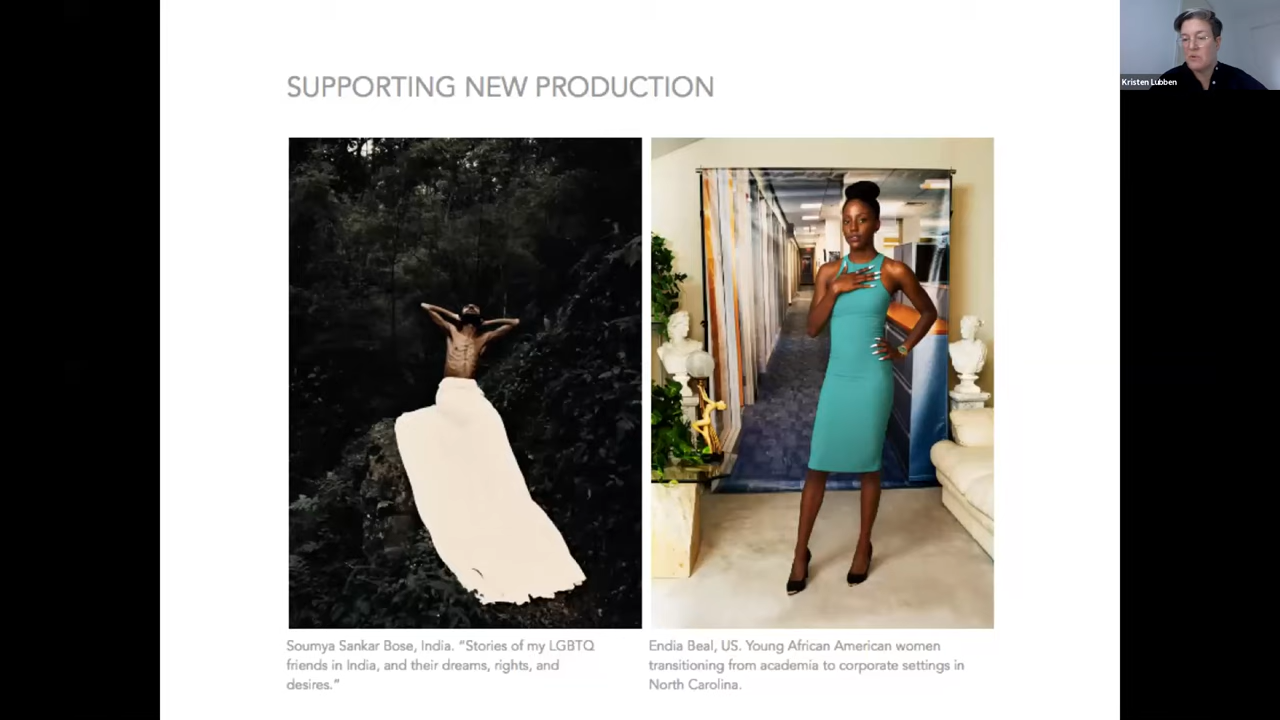 SUPPORTING NEW PRODUCTION
Kristen Lubben
Soumya Sankar Bose, India. “Stories of my LGBTQ
friends in India, and their dreams, rights, and
desires.”
Endia Beal, US. Young African American women
transitioning from academia to corporate settings in
North Carolina.